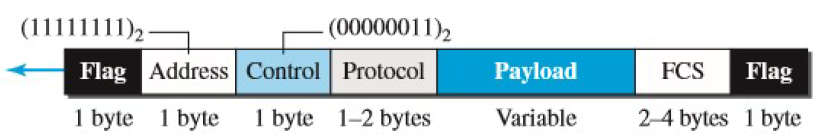 (11111111)₂ (00000011)₂
Flag Address Control Protocol Payload FCS Flag
1 byte 1 byte 1 byte 1–2 bytes Variable 2–4 bytes 1 byte